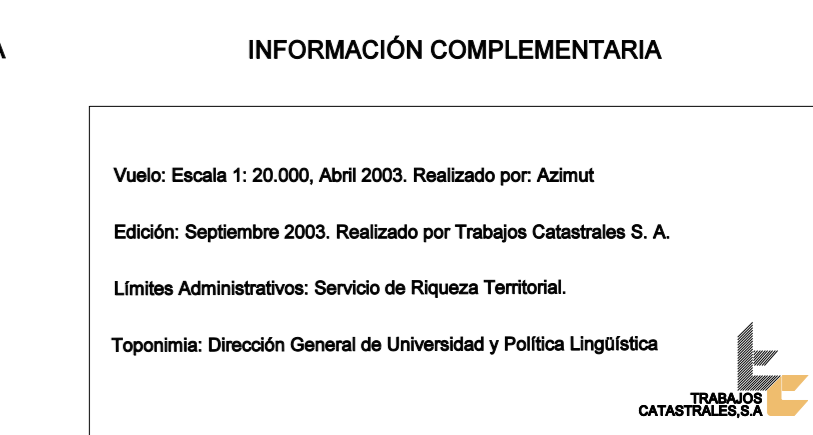 A
INFORMACIÓN COMPLEMENTARIA
Vuelo: Escala 1: 20.000, Abril 2003. Realizado por: Azimut
Edición: Septiembre 2003. Realizado por Trabajos Catastrales S. A.
Límites Administrativos: Servicio de Riqueza Territorial.
Toponimia: Dirección General de Universidad y Política Lingüística
TRABAJOS
CATASTRALES,S.A